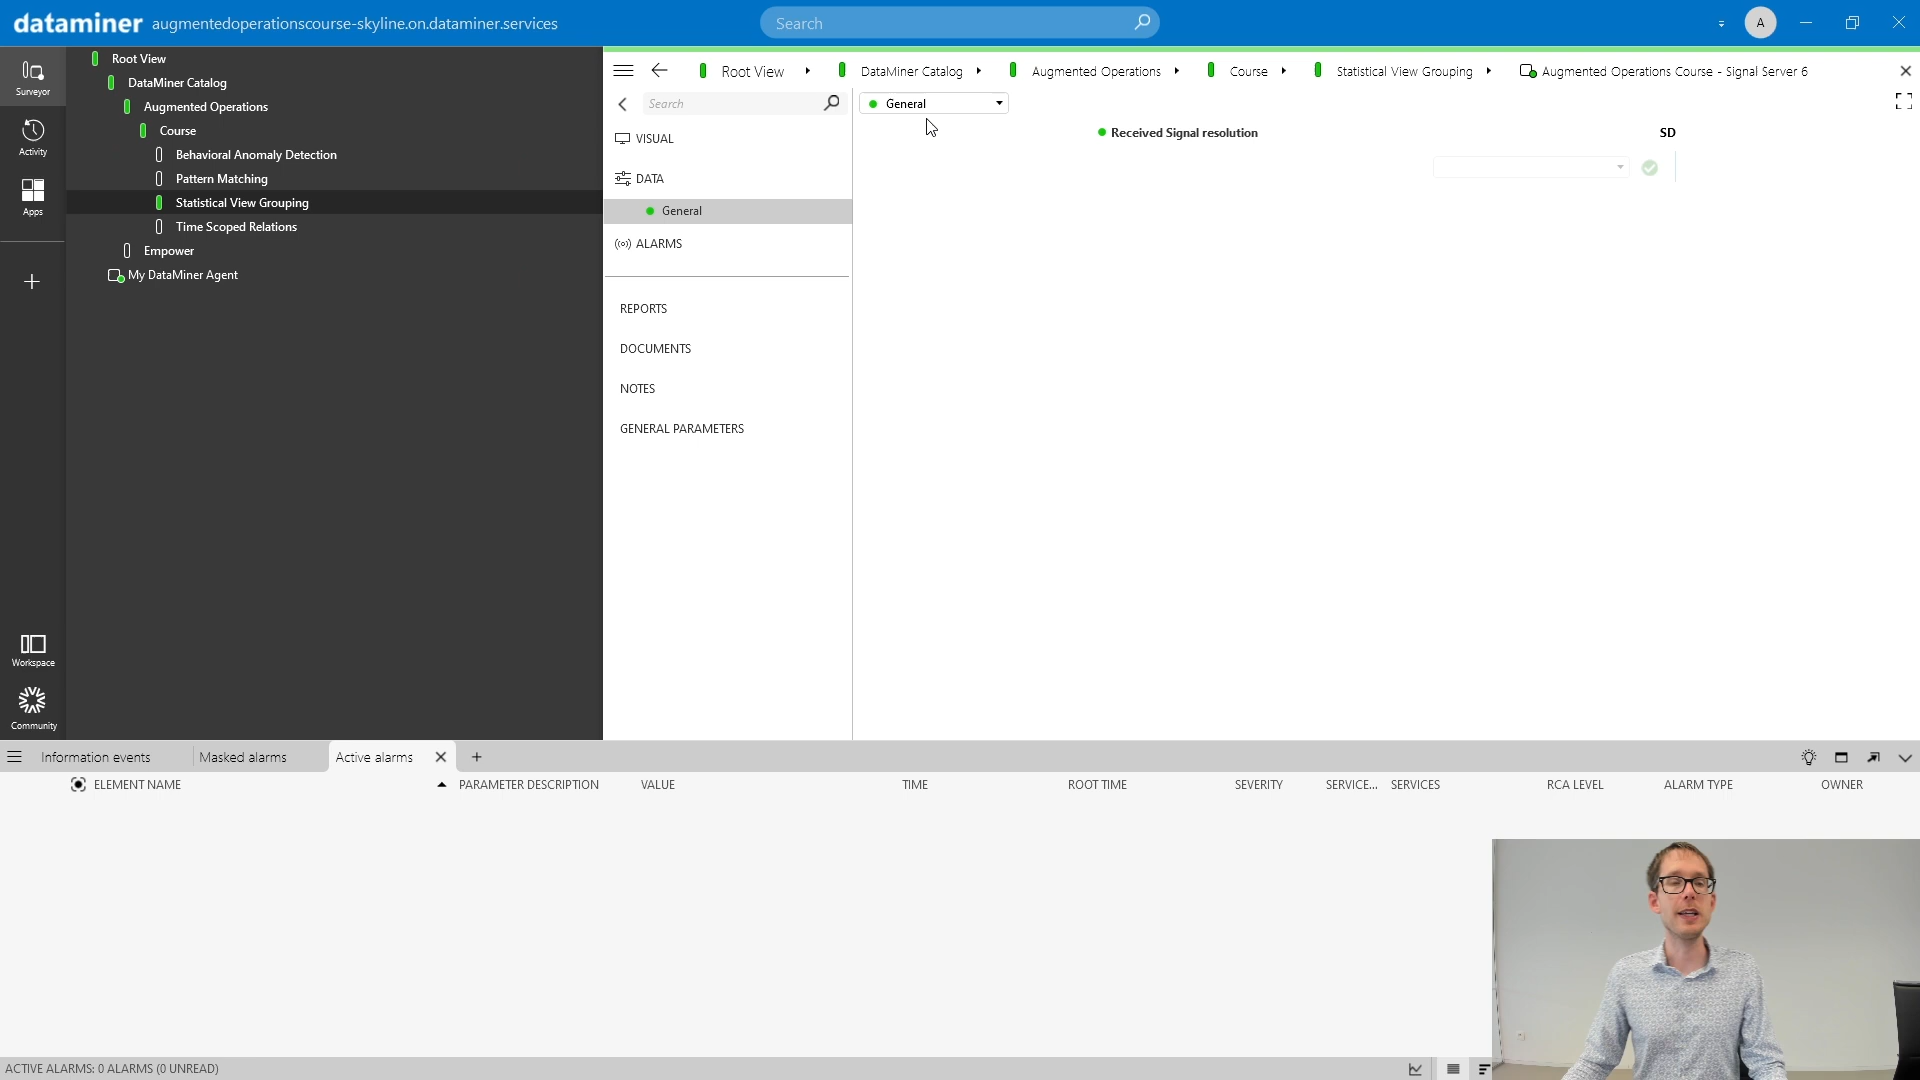 dataminer augmentedoperationscourse-skyline.on.dataminer.services
Search
A
Surveyor
Activity
Apps
Workspace
Community
Root View
DataMiner Catalog
Augmented Operations
Course
Behavioral Anomaly Detection
Pattern Matching
Statistical View Grouping
Time Scoped Relations
Empower
My DataMiner Agent
Root View
DataMiner Catalog
Augmented Operations
Course
Statistical View Grouping
Augmented Operations Course - Signal Server 6
Search
VISUAL
DATA
General
ALARMS
REPORTS
DOCUMENTS
NOTES
GENERAL PARAMETERS
General
Received Signal resolution SD
Information events
Masked alarms
Active alarms
ELEMENT NAME PARAMETER DESCRIPTION VALUE TIME ROOT TIME SEVERITY SERVICE... SERVICES RCA LEVEL ALARM TYPE OWNER
ACTIVE ALARMS: 0 ALARMS (0 UNREAD)